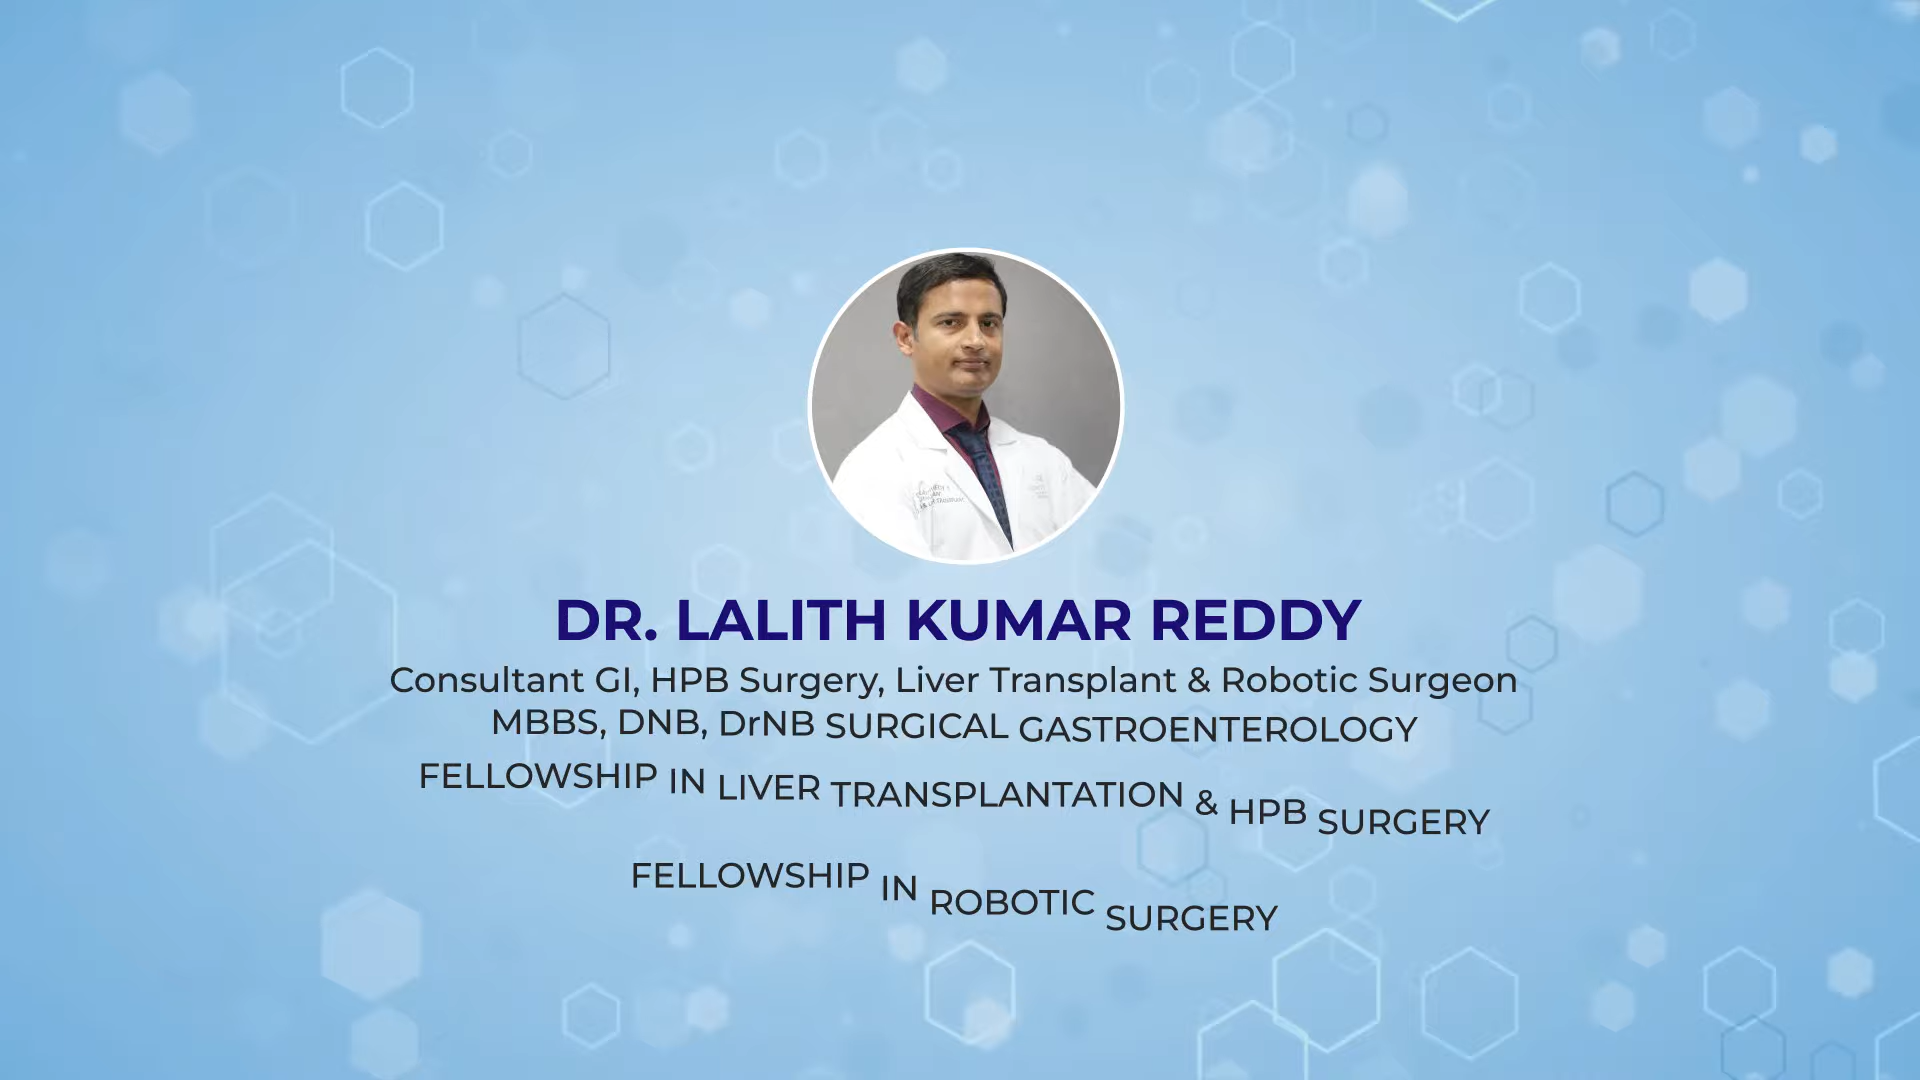 DR. LALITH KUMAR REDDY
Consultant GI, HPB Surgery, Liver Transplant & Robotic Surgeon
MBBS, DNB, DrNB SURGICAL GASTROENTEROLOGY
FELLOWSHIP IN LIVER TRANSPLANTATION & HPB SURGERY
FELLOWSHIP IN ROBOTIC SURGERY